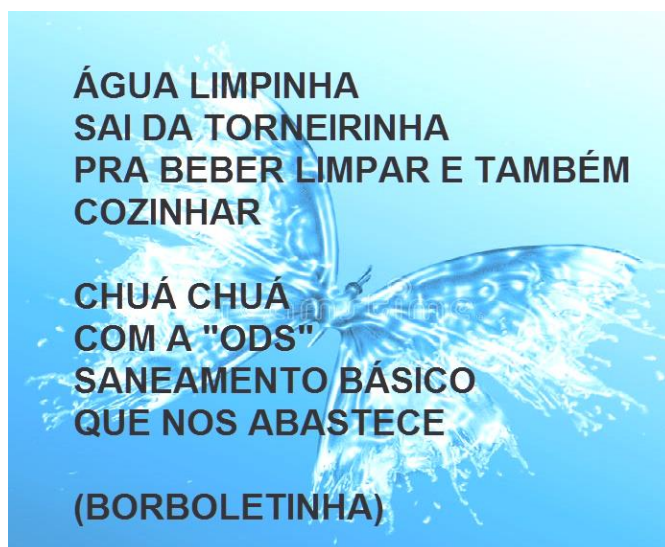 ÁGUA LIMPINHA
SAI DA TORNEIRINHA
PRA BEBER LIMPAR E TAMBÉM
COZINHAR
CHUÁ CHUÁ
COM A "ODS"
SANEAMENTO BÁSICO
QUE NOS ABASTECE
(BORBOLETINHA)